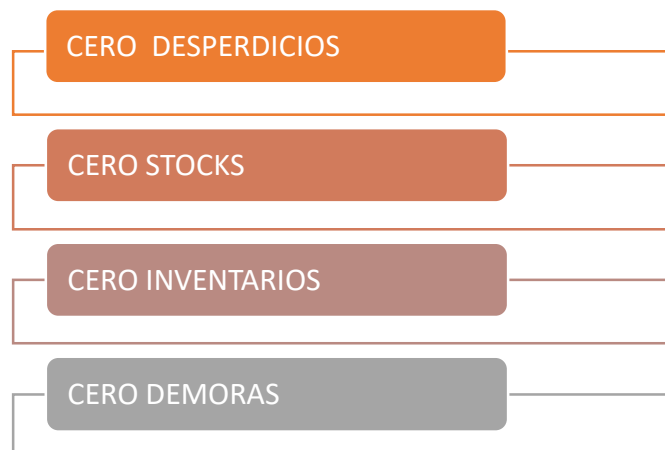 CERO  DESPERDICIOS
CERO STOCKS
CERO INVENTARIOS
CERO DEMORAS